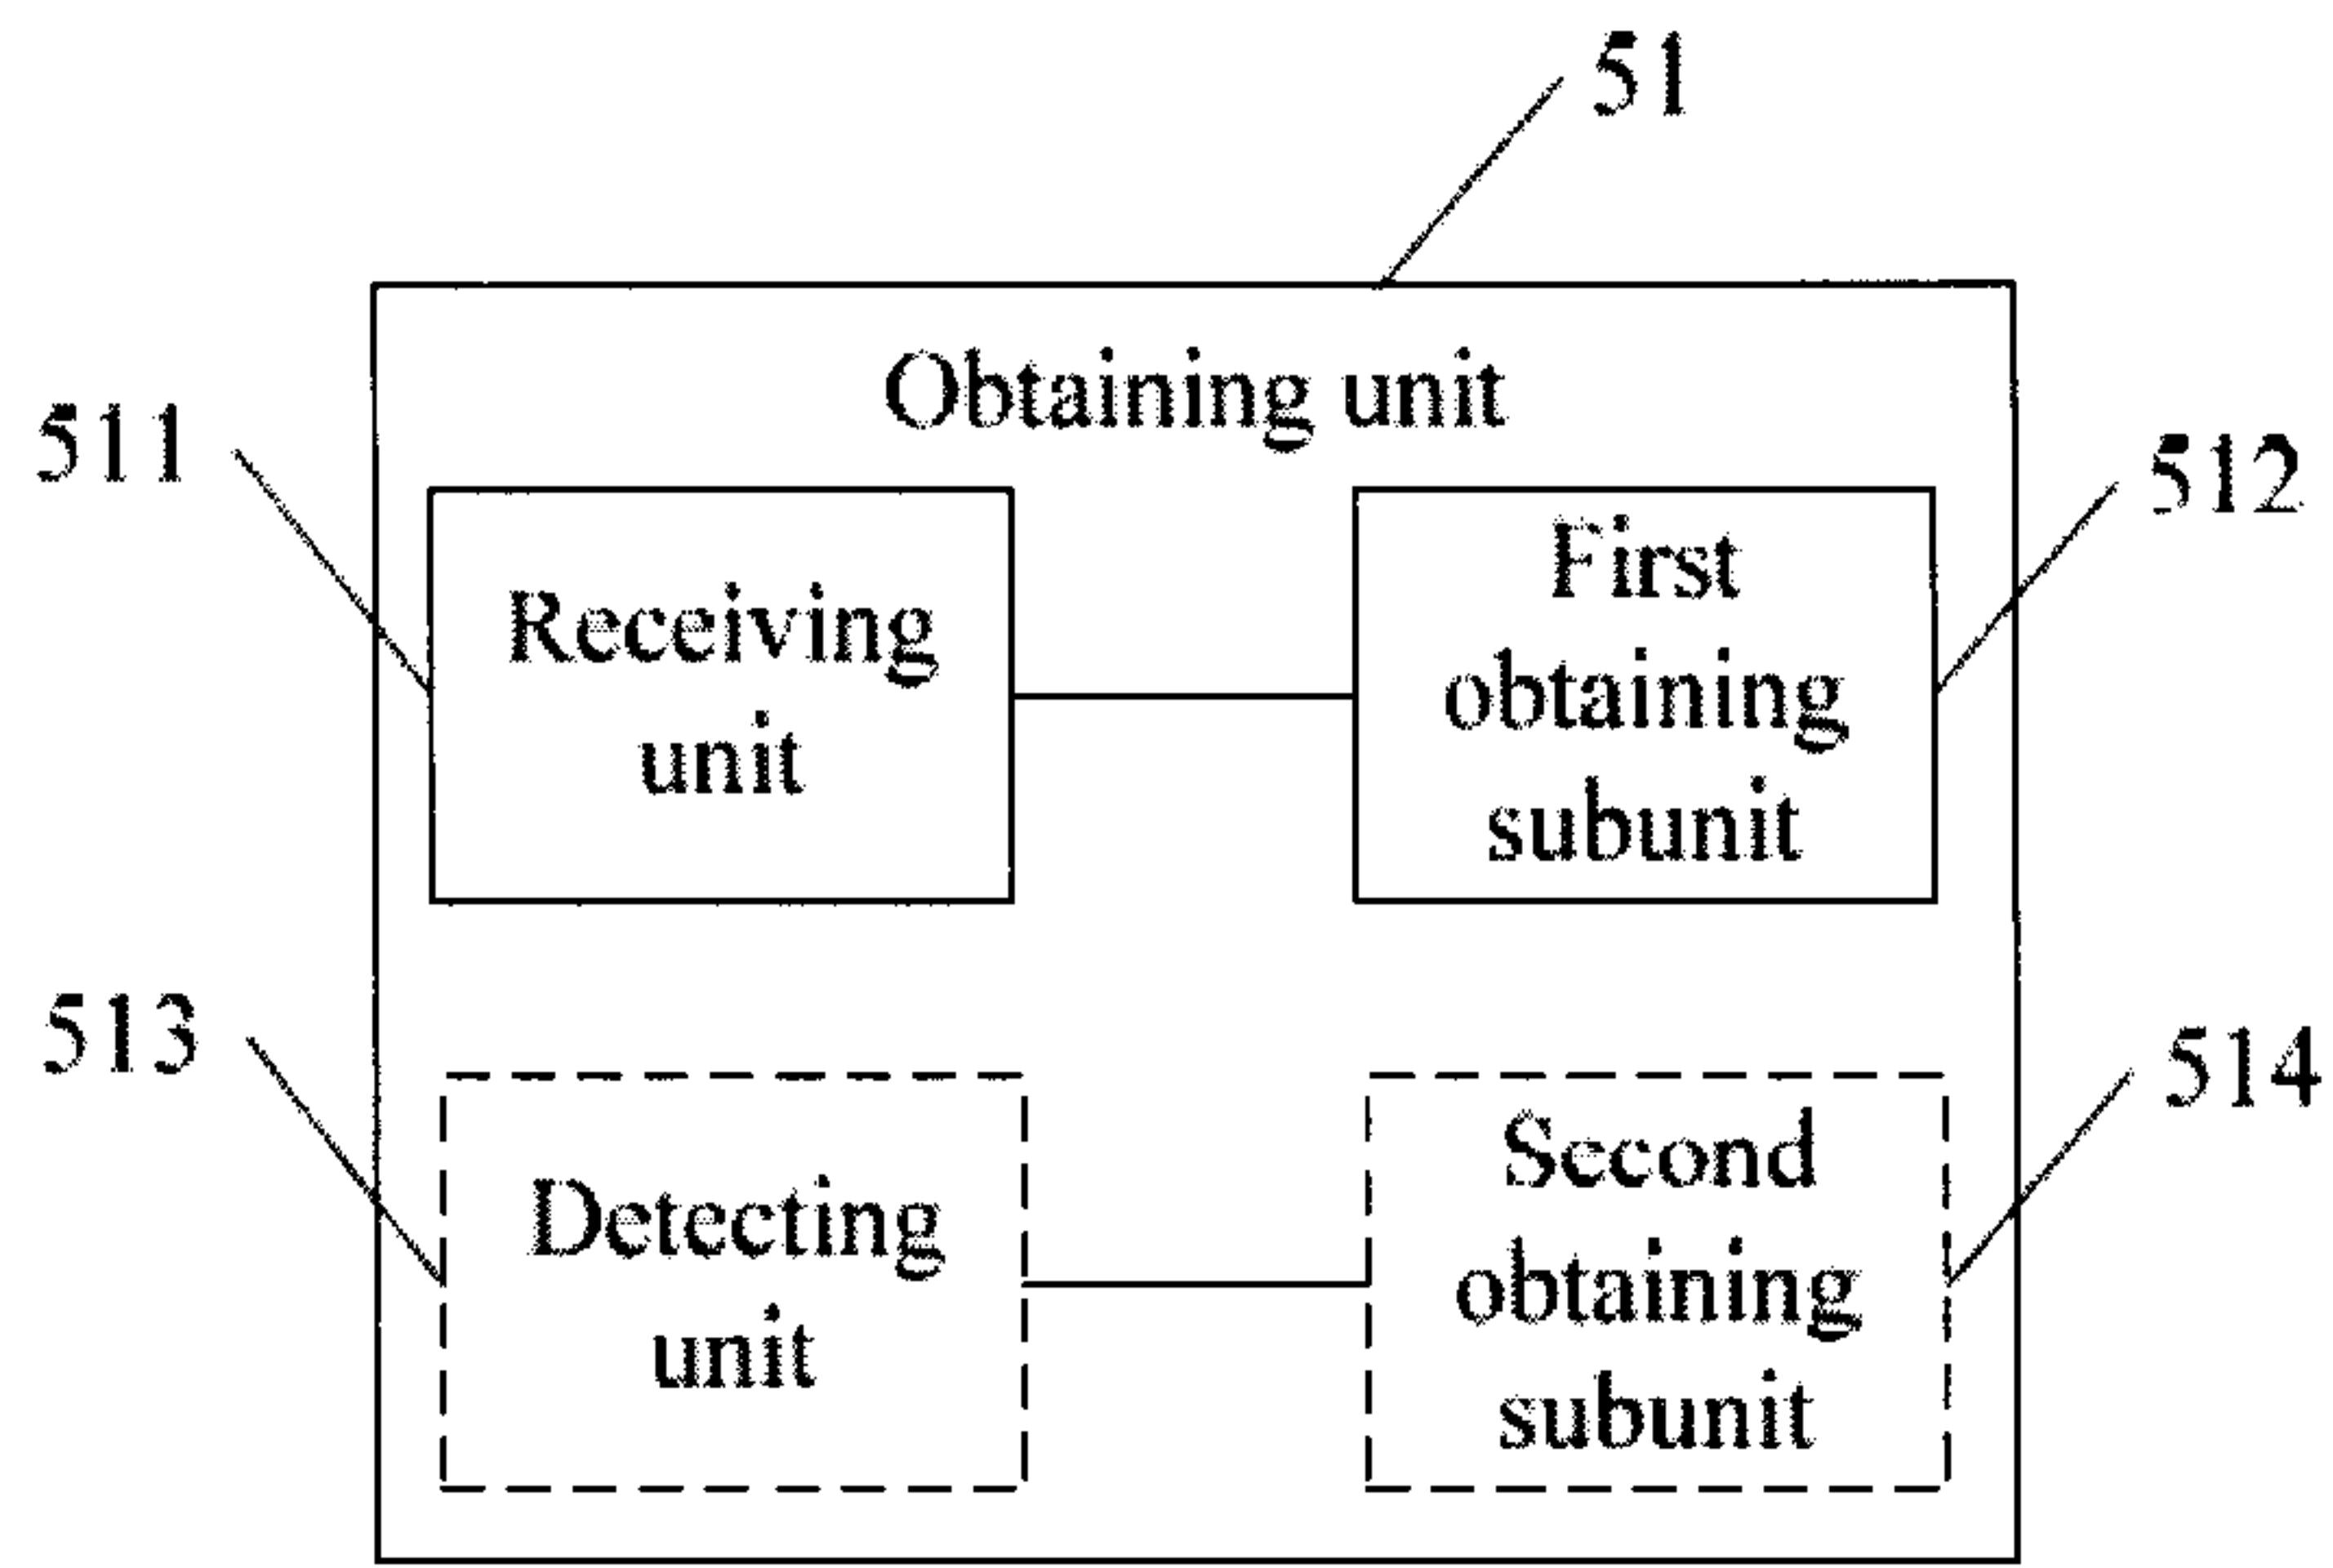 51
Obtaining unit
511
512
Receiving
unit
First
obtaining
subunit
513
514
Detecting
unit
Second
obtaining
subunit